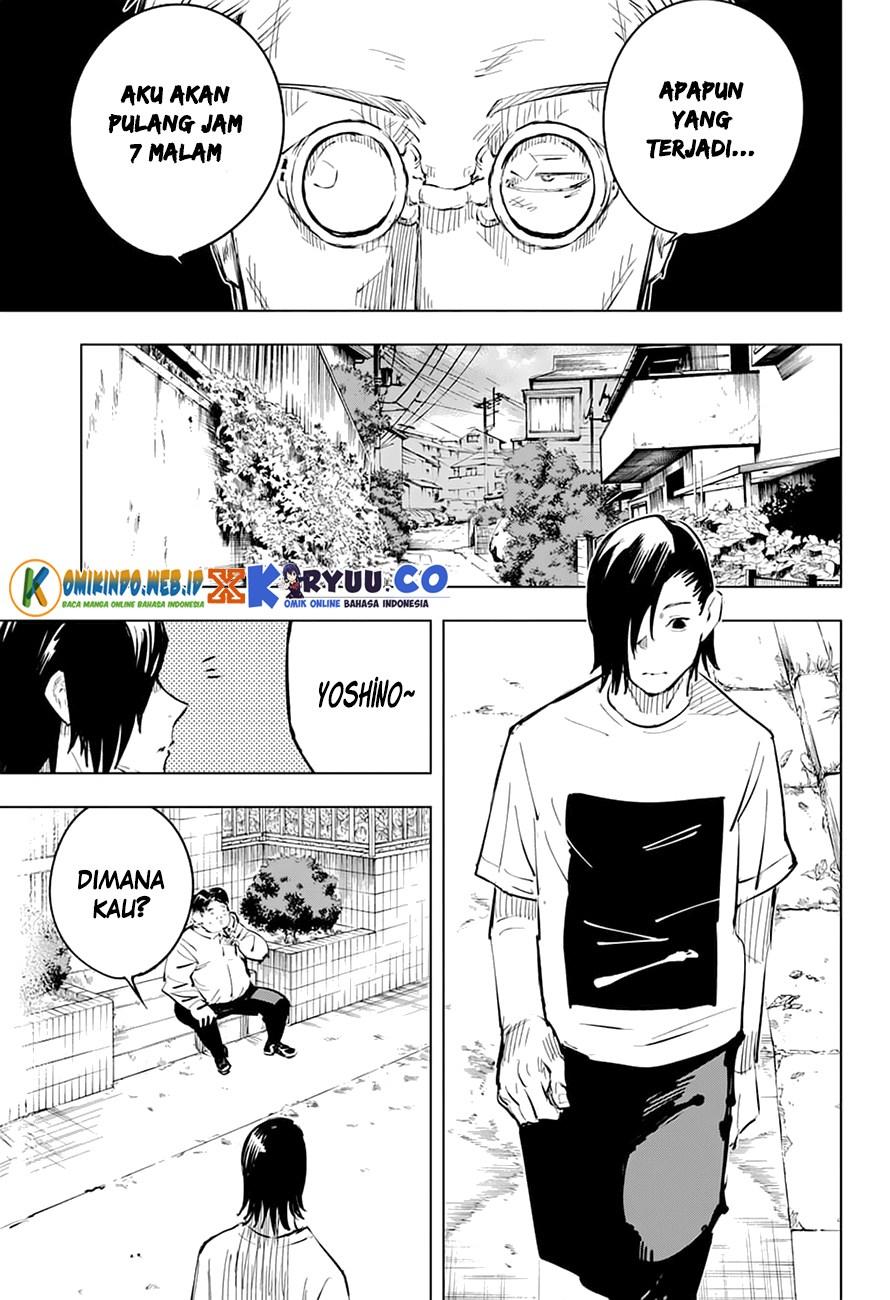 APAPUN
YANG
TERJADI...
AKU AKAN
PULANG JAM
7 MALAM
KOMIKINDO.WEB.ID X KIRYUU.CO
BACA MANGA ONLINE BAHASA INDONESIA
OMIK ONLINE BAHASA INDONESIA
YOSHINO~
DIMANA
KAU?